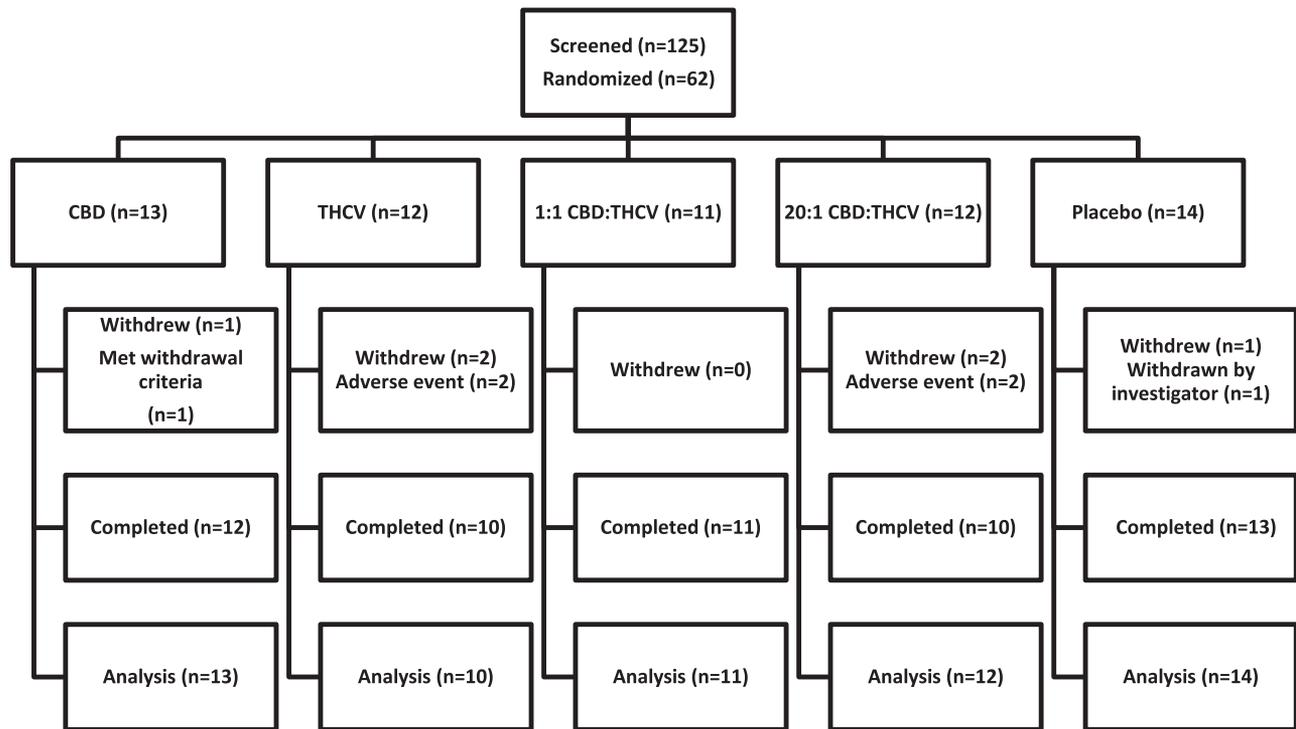 Screened (n=125)
Randomized (n=62)
CBD (n=13)
THCV (n=12)
1:1 CBD:THCV (n=11)
20:1 CBD:THCV (n=12)
Placebo (n=14)
Withdrew (n=1)
Met withdrawal
criteria
(n=1)
Withdrew (n=2)
Adverse event (n=2)
Withdrew (n=0)
Withdrew (n=2)
Adverse event (n=2)
Withdrew (n=1)
Withdrawn by
investigator (n=1)
Completed (n=12)
Completed (n=10)
Completed (n=11)
Completed (n=10)
Completed (n=13)
Analysis (n=13)
Analysis (n=10)
Analysis (n=11)
Analysis (n=12)
Analysis (n=14)